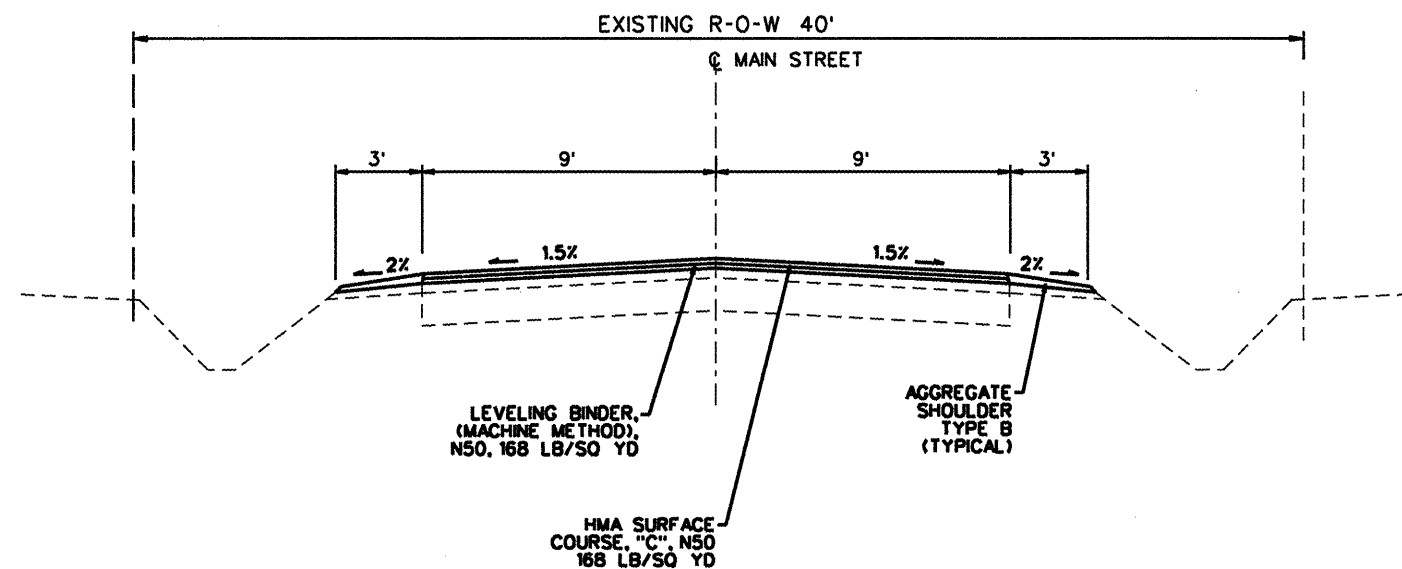 EXISTING R-O-W 40'
℄ MAIN STREET
3' 9' 9' 3'
2% 1.5% 1.5% 2%
LEVELING BINDER,
(MACHINE METHOD),
N50, 168 LB/SQ YD
AGGREGATE
SHOULDER
TYPE B
(TYPICAL)
HMA SURFACE
COURSE, "C", N50
168 LB/SQ YD